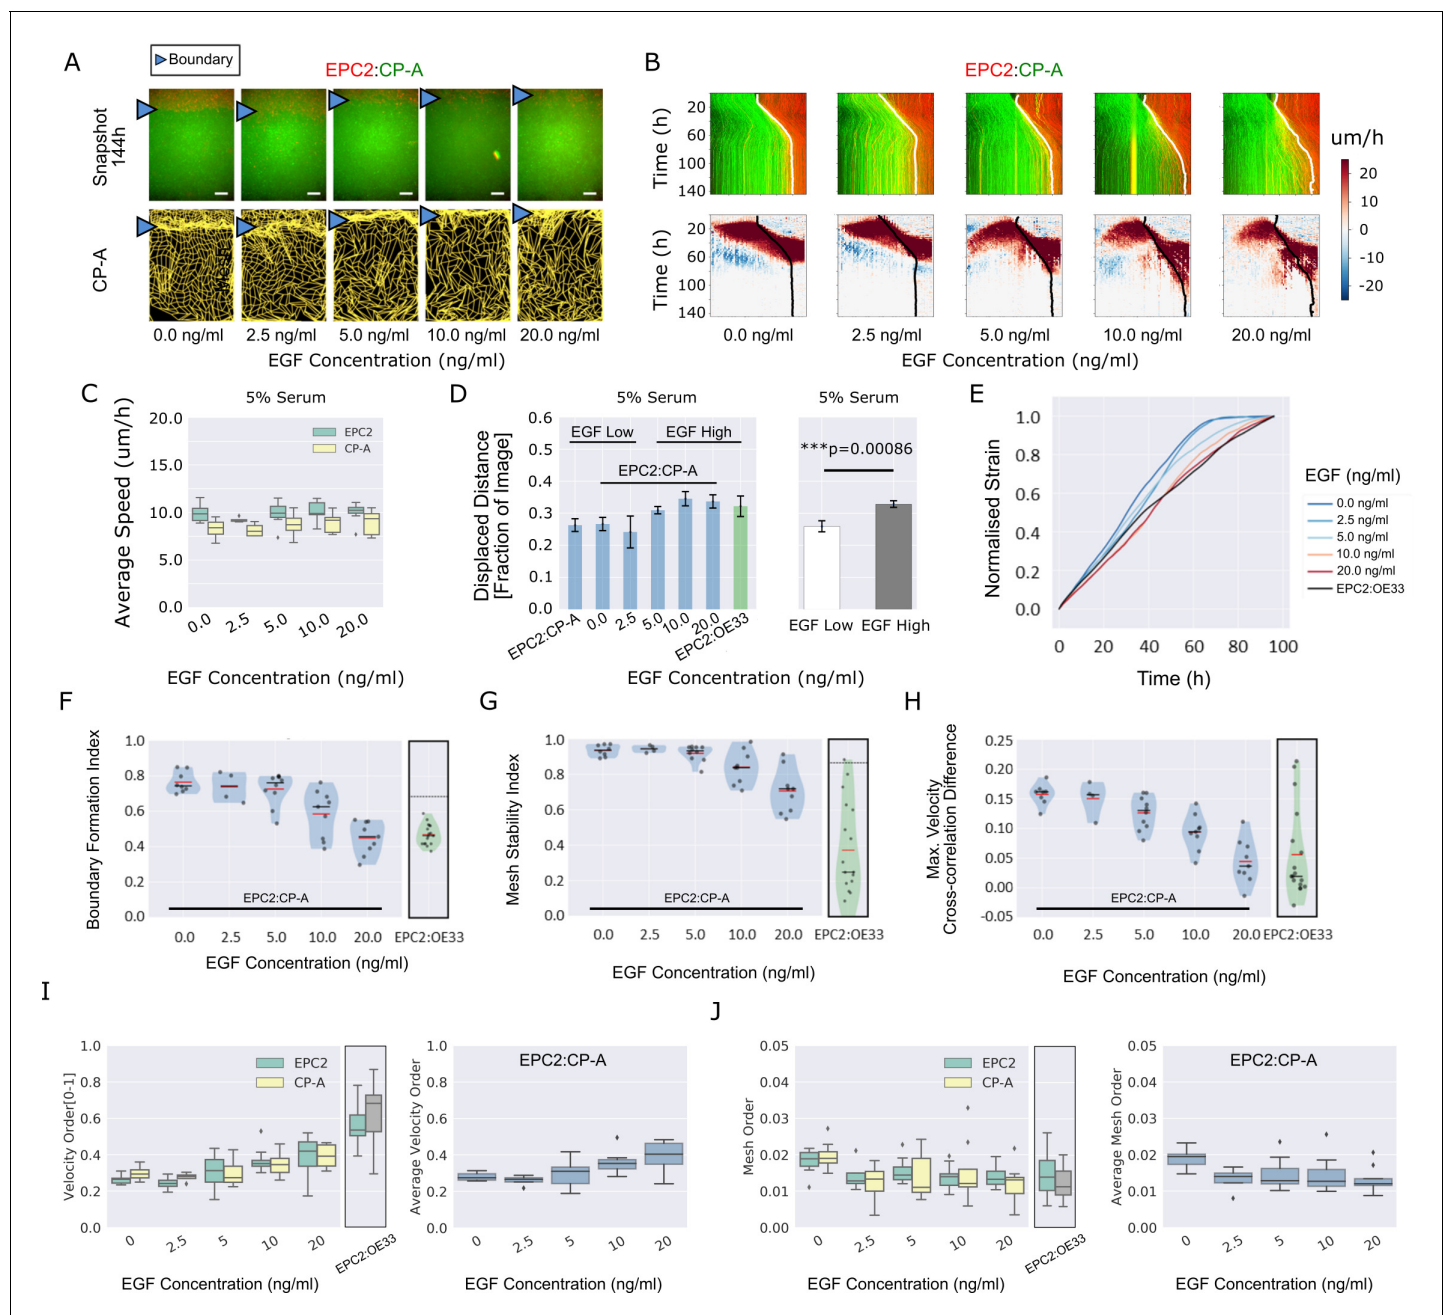 A
Boundary
EPC2:CP-A
Snapshot
144h
CP-A
0.0 ng/ml 2.5 ng/ml 5.0 ng/ml 10.0 ng/ml 20.0 ng/ml
EGF Concentration (ng/ml)
B
EPC2:CP-A
Time (h)
20
60
100
140
Time (h)
20
60
100
140
um/h
20
10
0
-10
-20
0.0 ng/ml 2.5 ng/ml 5.0 ng/ml 10.0 ng/ml 20.0 ng/ml
EGF Concentration (ng/ml)
C
5% Serum
Average Speed (um/h)
20.0
15.0
10.0
5.0
0.0
EPC2
CP-A
0.0 2.5 5.0 10.0 20.0
EGF Concentration (ng/ml)
D
5% Serum
Displaced Distance
[Fraction of Image]
0.6
0.5
0.4
0.3
0.2
0.1
0.0
EGF Low EGF High
EPC2:CP-A
EPC2:CP-A 0.0 2.5 5.0 10.0 20.0 EPC2:OE33
EGF Concentration (ng/ml)
5% Serum
***p=0.00086
EGF Low EGF High
E
Normalised Strain
1.0
0.8
0.6
0.4
0.2
0.0
0 20 40 60 80 100
Time (h)
EGF (ng/ml)
0.0 ng/ml
2.5 ng/ml
5.0 ng/ml
10.0 ng/ml
20.0 ng/ml
EPC2:OE33
F
Boundary Formation Index
1.0
0.8
0.6
0.4
0.2
0.0
EPC2:CP-A
0.0 2.5 5.0 10.0 20.0 EPC2:OE33
EGF Concentration (ng/ml)
G
Mesh Stability Index
1.0
0.8
0.6
0.4
0.2
0.0
EPC2:CP-A
0.0 2.5 5.0 10.0 20.0 EPC2:OE33
EGF Concentration (ng/ml)
H
Max. Velocity
Cross-correlation Difference
0.25
0.20
0.15
0.10
0.05
0.00
-0.05
EPC2:CP-A
0.0 2.5 5.0 10.0 20.0 EPC2:OE33
EGF Concentration (ng/ml)
I
Velocity Order[0-1]
1.0
0.8
0.6
0.4
0.2
0.0
EPC2
CP-A
0 2.5 5 10 20 EPC2:OE33
EGF Concentration (ng/ml)
Average Velocity Order
1.0
0.8
0.6
0.4
0.2
0.0
EPC2:CP-A
0 2.5 5 10 20
EGF Concentration (ng/ml)
J
Mesh Order
0.05
0.04
0.03
0.02
0.01
0.00
EPC2
CP-A
0 2.5 5 10 20 EPC2:OE33
EGF Concentration (ng/ml)
Average Mesh Order
0.05
0.04
0.03
0.02
0.01
0.00
EPC2:CP-A
0 2.5 5 10 20
EGF Concentration (ng/ml)